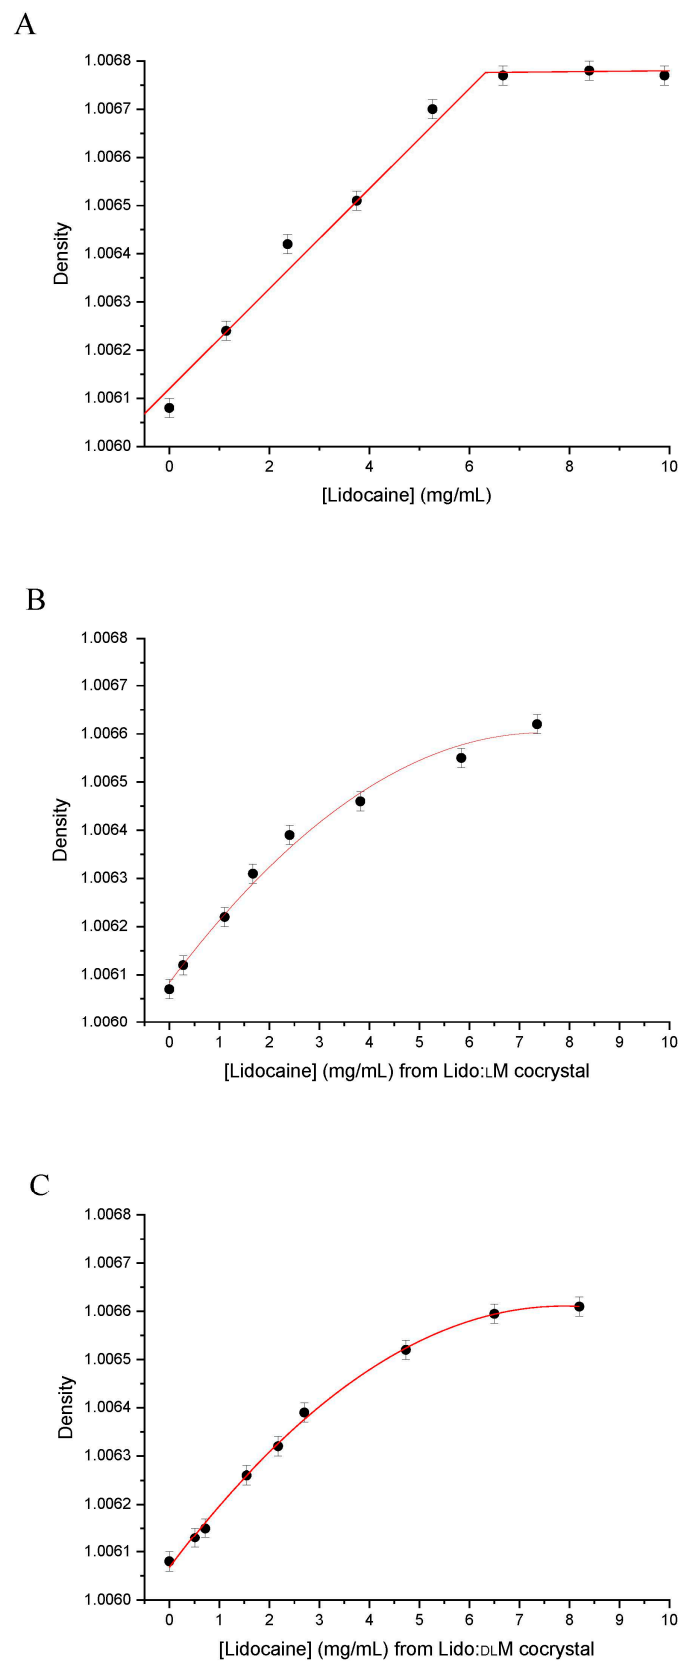 A
1.0068
1.0067
1.0066
1.0065
1.0064
1.0063
1.0062
1.0061
1.0060
Density
0 2 4 6 8 10
[Lidocaine] (mg/mL)
B
1.0068
1.0067
1.0066
1.0065
1.0064
1.0063
1.0062
1.0061
1.0060
Density
0 1 2 3 4 5 6 7 8 9 10
[Lidocaine] (mg/mL) from Lido:LM cocrystal
C
1.0068
1.0067
1.0066
1.0065
1.0064
1.0063
1.0062
1.0061
1.0060
Density
0 1 2 3 4 5 6 7 8 9 10
[Lidocaine] (mg/mL) from Lido:DLM cocrystal